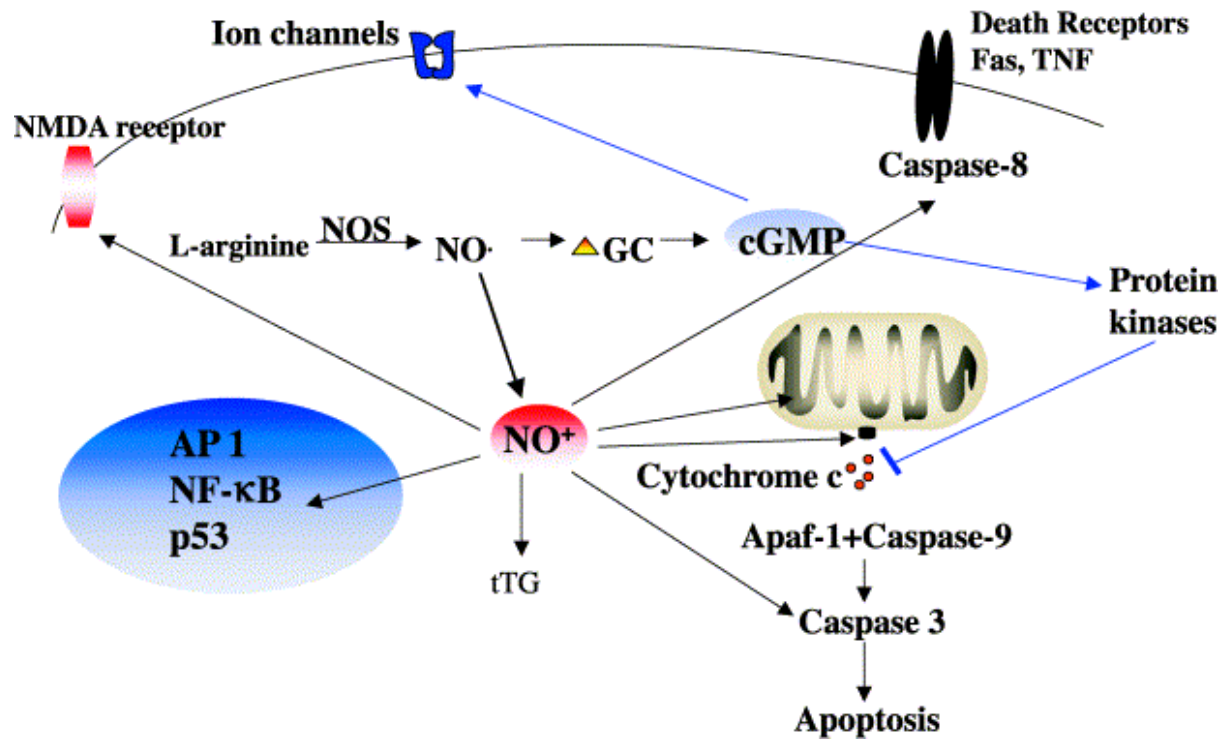 Ion channels
Death Receptors
Fas, TNF
NMDA receptor
Caspase-8
L-arginine
NOS
NO·
GC
cGMP
Protein
kinases
NO⁺
AP 1
NF-κB
p53
Cytochrome c
tTG
Apaf-1+Caspase-9
Caspase 3
Apoptosis